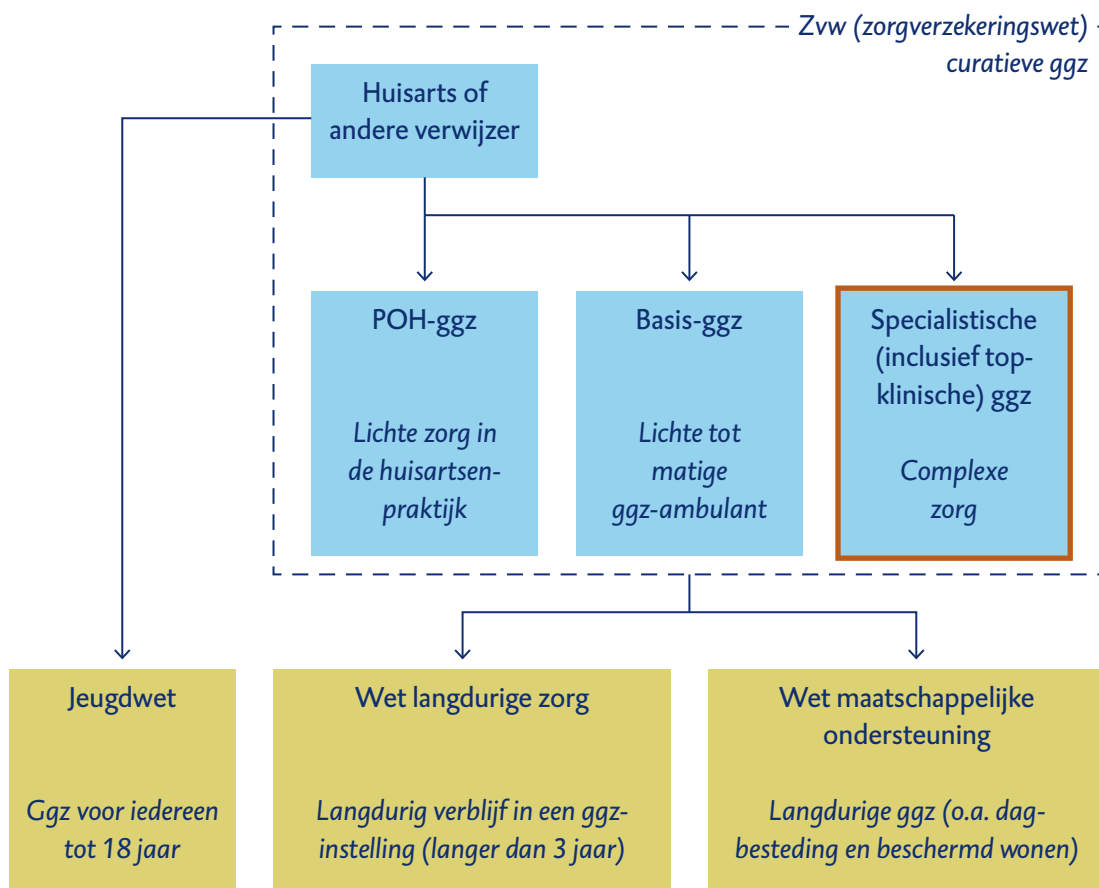 Zvw (zorgverzekeringswet)
curatieve ggz
Huisarts of
andere verwijzer
POH-ggz
Lichte zorg in
de huisartsen-
praktijk
Basis-ggz
Lichte tot
matige
ggz-ambulant
Specialistische
(inclusief top-
klinische) ggz
Complexe
zorg
Jeugdwet
Ggz voor iedereen
tot 18 jaar
Wet langdurige zorg
Langdurig verblijf in een ggz-
instelling (langer dan 3 jaar)
Wet maatschappelijke
ondersteuning
Langdurige ggz (o.a. dag-
besteding en beschermd wonen)